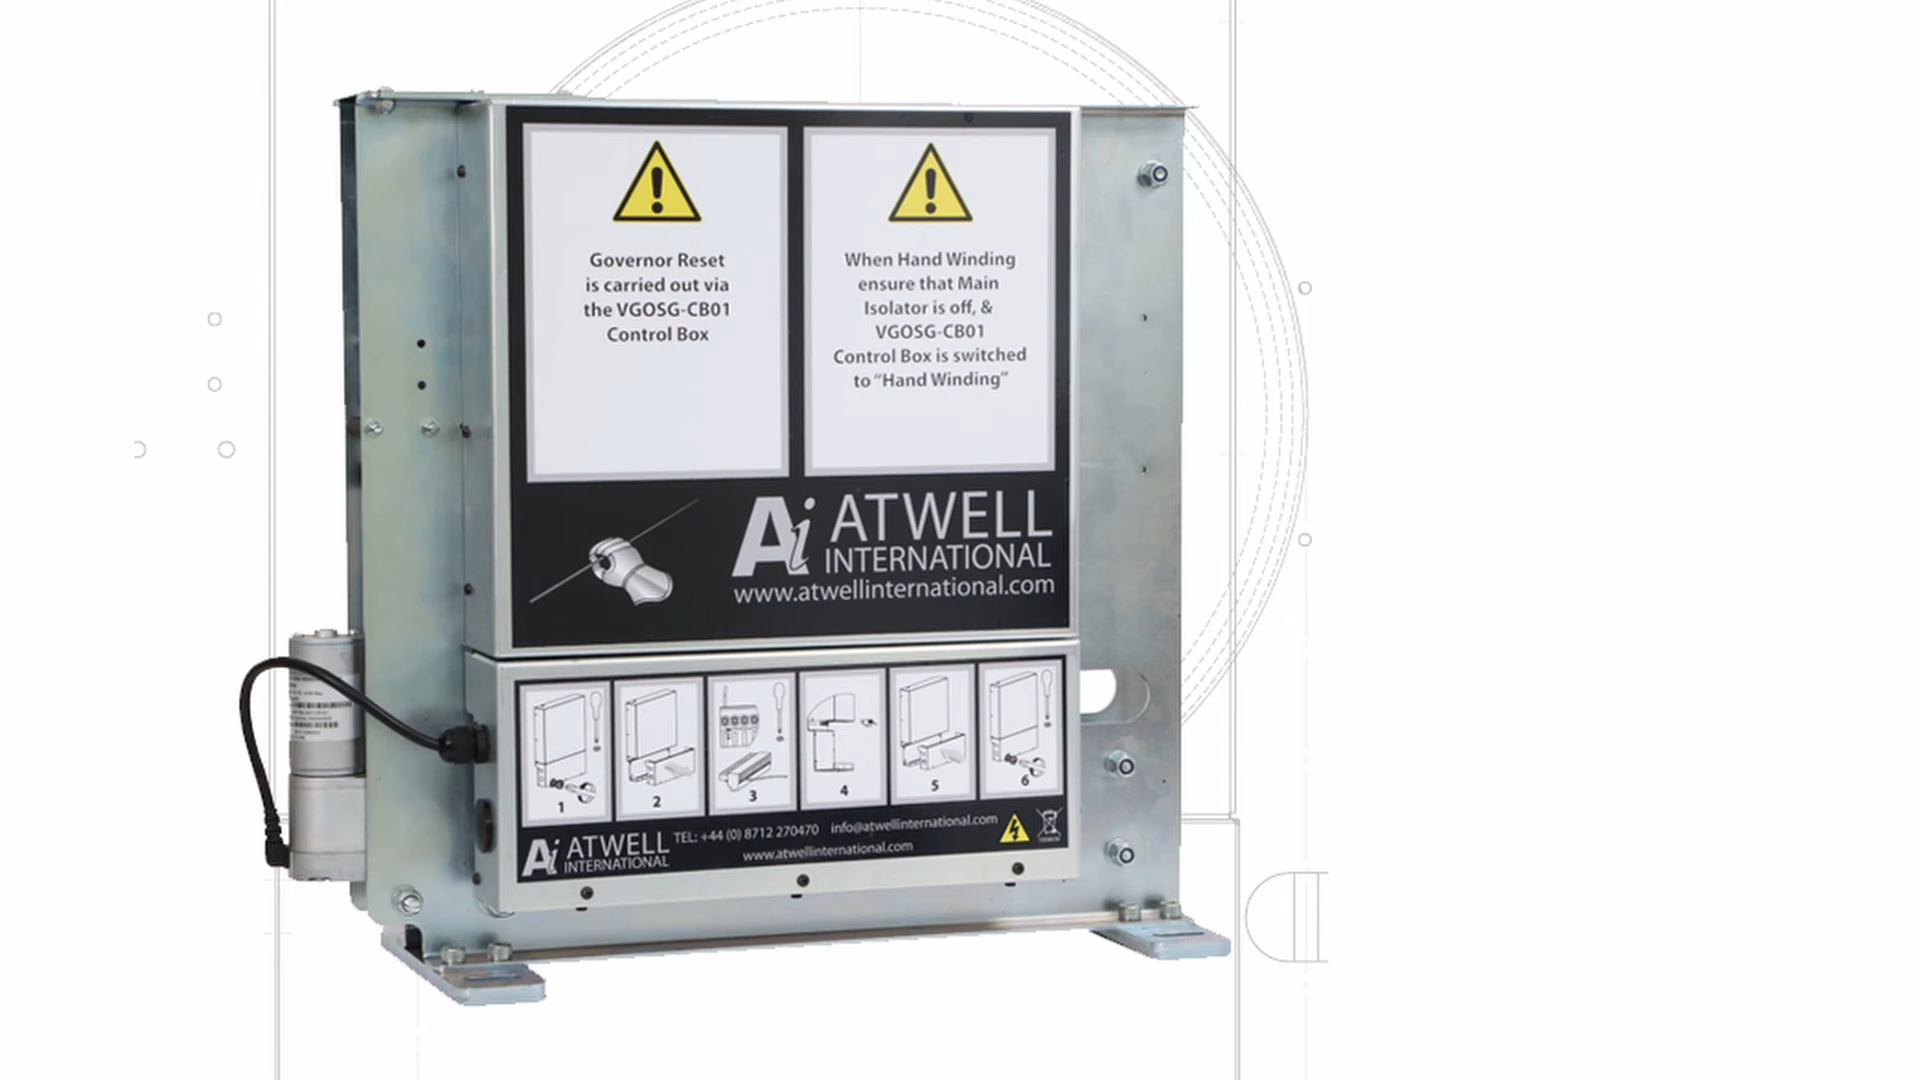 Governor Reset
is carried out via
the VGOSG-CB01
Control Box
When Hand Winding
ensure that Main
Isolator is off, &
VGOSG-CB01
Control Box is switched
to “Hand Winding”
Ai ATWELL
INTERNATIONAL
www.atwellinternational.com
1 2 3 4 5 6
Ai ATWELL
INTERNATIONAL
TEL: +44 (0) 8712 270470 info@atwellinternational.com
www.atwellinternational.com